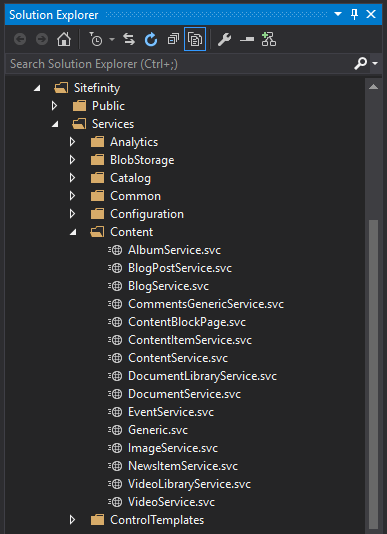 Solution Explorer
Search Solution Explorer (Ctrl+;)
Sitefinity
Public
Services
Analytics
BlobStorage
Catalog
Common
Configuration
Content
AlbumService.svc
BlogPostService.svc
BlogService.svc
CommentsGenericService.svc
ContentBlockPage.svc
ContentItemService.svc
ContentService.svc
DocumentLibraryService.svc
DocumentService.svc
EventService.svc
Generic.svc
ImageService.svc
NewsItemService.svc
VideoLibraryService.svc
VideoService.svc
ControlTemplates